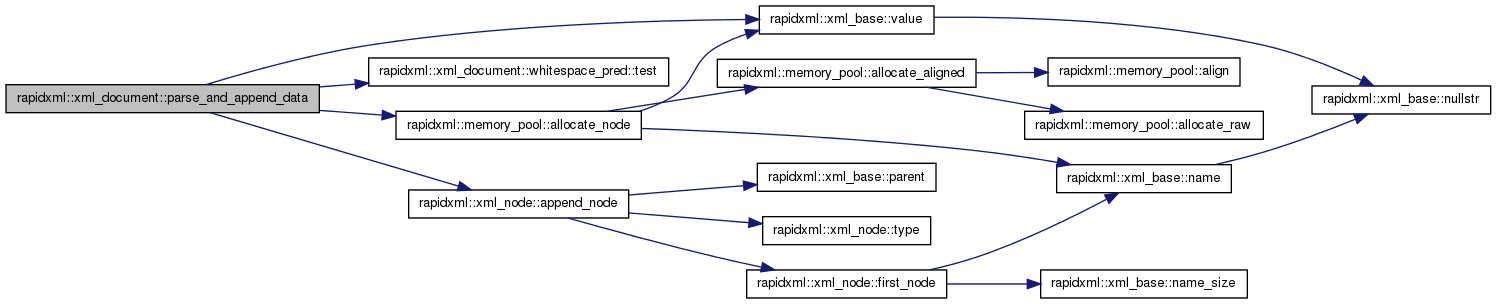 rapidxml::xml_document::parse_and_append_data
rapidxml::xml_base::value
rapidxml::xml_document::whitespace_pred::test
rapidxml::memory_pool::allocate_node
rapidxml::memory_pool::allocate_aligned
rapidxml::memory_pool::align
rapidxml::memory_pool::allocate_raw
rapidxml::xml_base::nullstr
rapidxml::xml_base::name
rapidxml::xml_node::append_node
rapidxml::xml_base::parent
rapidxml::xml_node::type
rapidxml::xml_node::first_node
rapidxml::xml_base::name_size